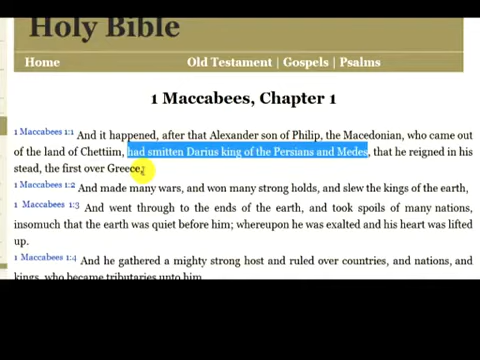 Holy Bible
Home Old Testament | Gospels | Psalms
1 Maccabees, Chapter 1
1 Maccabees 1:1 And it happened, after that Alexander son of Philip, the Macedonian, who came out
of the land of Chettiim, had smitten Darius king of the Persians and Medes, that he reigned in his
stead, the first over Greece,
1 Maccabees 1:2 And made many wars, and won many strong holds, and slew the kings of the earth,
1 Maccabees 1:3 And went through to the ends of the earth, and took spoils of many nations,
insomuch that the earth was quiet before him; whereupon he was exalted and his heart was lifted
up.
1 Maccabees 1:4 And he gathered a mighty strong host and ruled over countries, and nations, and
kings, who became tributaries unto him.